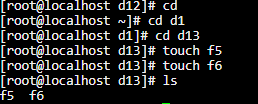 [root@localhost d12]# cd
[root@localhost ~]# cd d1
[root@localhost d1]# cd d13
[root@localhost d13]# touch f5
[root@localhost d13]# touch f6
[root@localhost d13]# ls
f5  f6